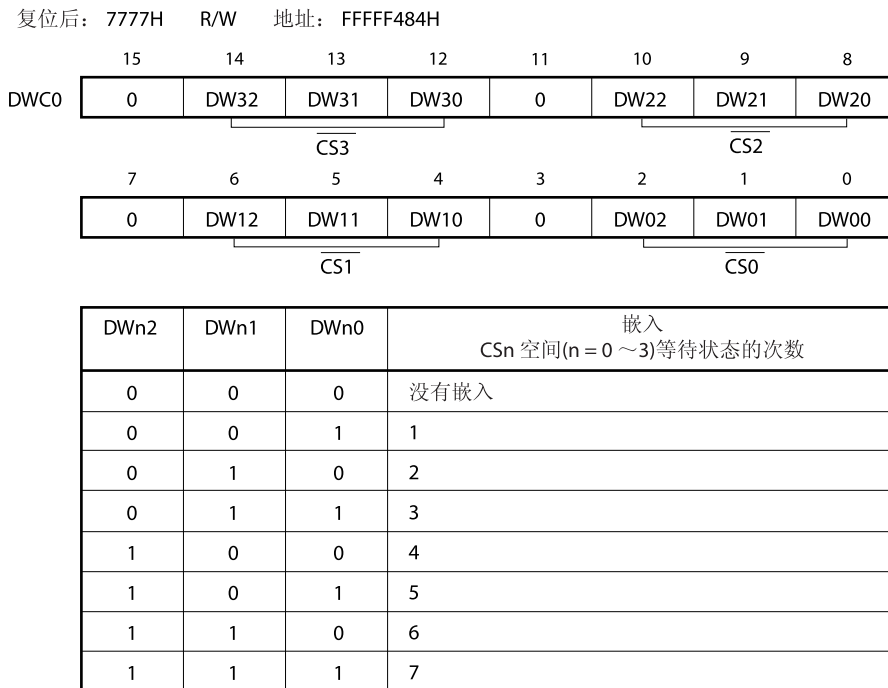 复位后： 7777H R/W 地址： FFFFF484H
15 14 13 12 11 10 9 8
DWC0 0 DW32 DW31 DW30 0 DW22 DW21 DW20
CS3 CS2
7 6 5 4 3 2 1 0
0 DW12 DW11 DW10 0 DW02 DW01 DW00
CS1 CS0
DWn2 DWn1 DWn0 嵌入
CSn 空间(n = 0 ～3)等待状态的次数
0 0 0 没有嵌入
0 0 1 1
0 1 0 2
0 1 1 3
1 0 0 4
1 0 1 5
1 1 0 6
1 1 1 7